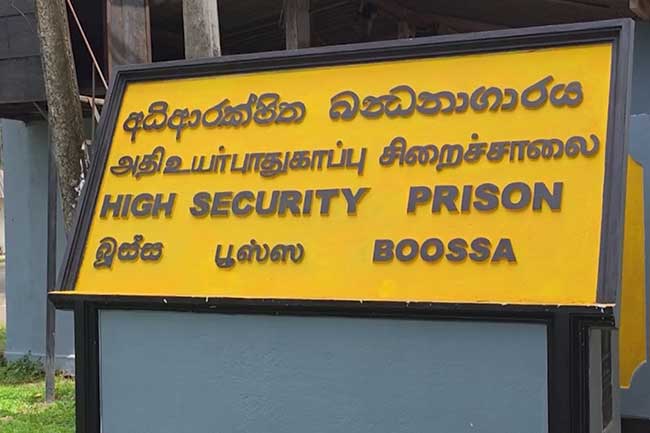 අධිආරක්ෂිත බන්ධනාගාරය
அதிஉயர்பாதுகாப்பு சிறைச்சாலை
HIGH SECURITY PRISON
බූස්ස பூஸ்ஸ BOOSSA